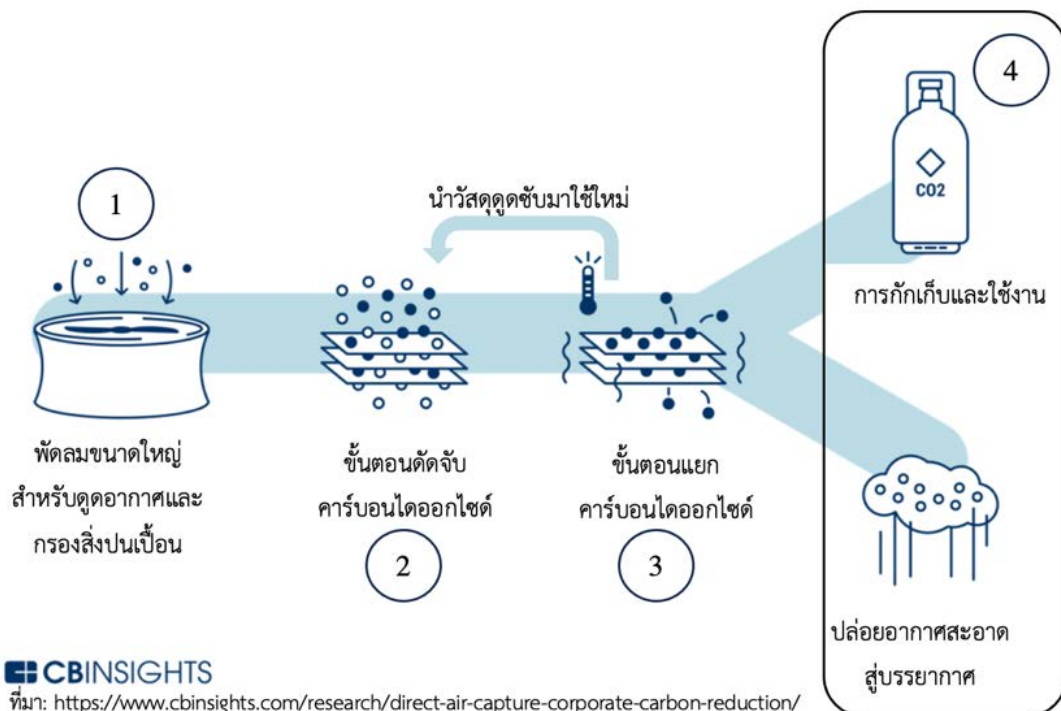 1
พัดลมขนาดใหญ่
สำหรับดูดอากาศและ
กรองสิ่งปนเปื้อน
นำวัสดุดูดซับมาใช้ใหม่
ขั้นตอนดัดจับ
คาร์บอนไดออกไซด์
2
ขั้นตอนแยก
คาร์บอนไดออกไซด์
3
4
CO2
การกักเก็บและใช้งาน
ปล่อยอากาศสะอาด
สู่บรรยากาศ
CBINSIGHTS
ที่มา: https://www.cbinsights.com/research/direct-air-capture-corporate-carbon-reduction/